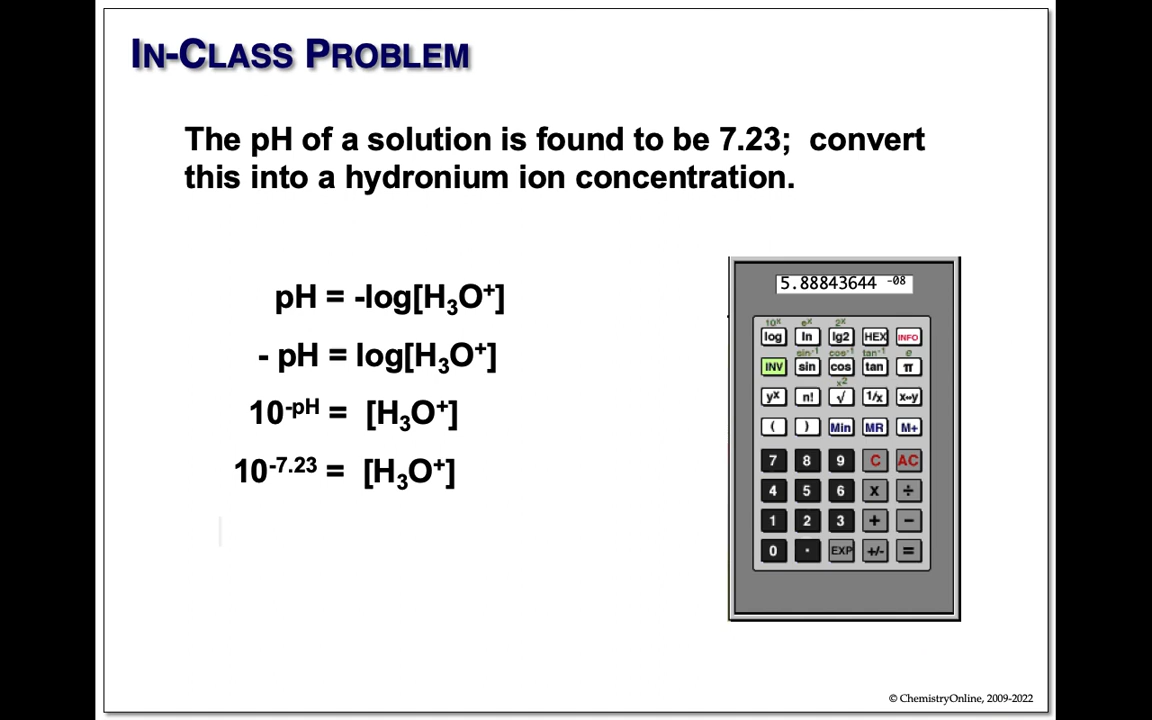 IN-CLASS PROBLEM
The pH of a solution is found to be 7.23; convert
this into a hydronium ion concentration.
pH = -log[H₃O⁺]
- pH = log[H₃O⁺]
10⁻ᵖᴴ = [H₃O⁺]
10⁻⁷·²³ = [H₃O⁺]
5.88843644 -08
10ˣ eˣ 2ˣ
log ln lg2 HEX INFO
sin⁻¹ cos⁻¹ tan⁻¹ e
INV sin cos tan π
x²
yˣ n! √ 1/x x↔y
( ) Min MR M+
7 8 9 C AC
4 5 6 X ÷
1 2 3 + −
0 · EXP +/- =
© ChemistryOnline, 2009-2022